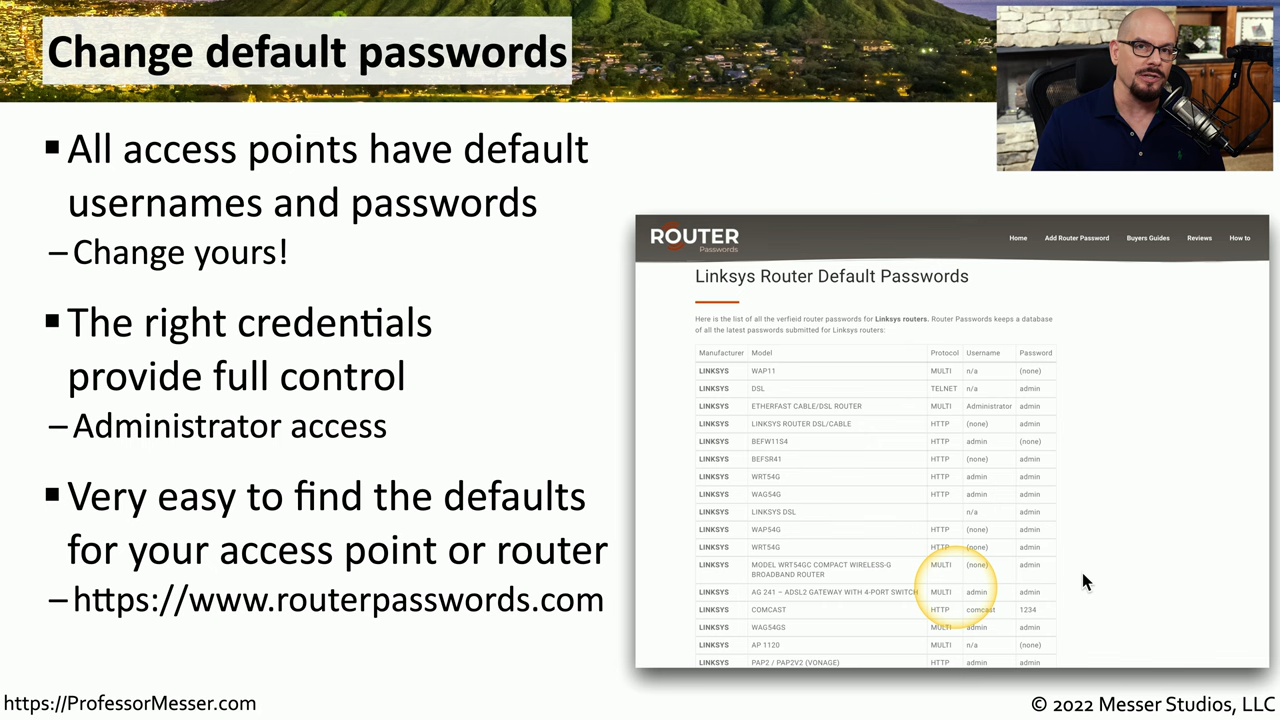 Change default passwords
▪ All access points have default
usernames and passwords
– Change yours!
▪ The right credentials
provide full control
– Administrator access
▪ Very easy to find the defaults
for your access point or router
– https://www.routerpasswords.com
ROUTER
Passwords
Home Add Router Password Buyers Guides Reviews How to
Linksys Router Default Passwords
Here is the list of all the verfieid router passwords for Linksys routers. Router Passwords keeps a database
of all the latest passwords submitted for Linksys routers:
Manufacturer Model Protocol Username Password
LINKSYS WAP11 MULTI n/a (none)
LINKSYS DSL TELNET n/a admin
LINKSYS ETHERFAST CABLE/DSL ROUTER MULTI Administrator admin
LINKSYS LINKSYS ROUTER DSL/CABLE HTTP (none) admin
LINKSYS BEFW11S4 HTTP admin (none)
LINKSYS BEFSR41 HTTP (none) admin
LINKSYS WRT54G HTTP admin admin
LINKSYS WAG54G HTTP admin admin
LINKSYS LINKSYS DSL n/a admin
LINKSYS WAP54G HTTP (none) admin
LINKSYS WRT54G HTTP (none) admin
LINKSYS MODEL WRT54GC COMPACT WIRELESS-G MULTI (none) admin
BROADBAND ROUTER
LINKSYS AG 241 – ADSL2 GATEWAY WITH 4-PORT SWITCH MULTI admin admin
LINKSYS COMCAST HTTP comcast 1234
LINKSYS WAG54GS MULTI admin admin
LINKSYS AP 1120 MULTI n/a (none)
LINKSYS PAP2 / PAP2V2 (VONAGE) HTTP admin admin
https://ProfessorMesser.com
© 2022 Messer Studios, LLC